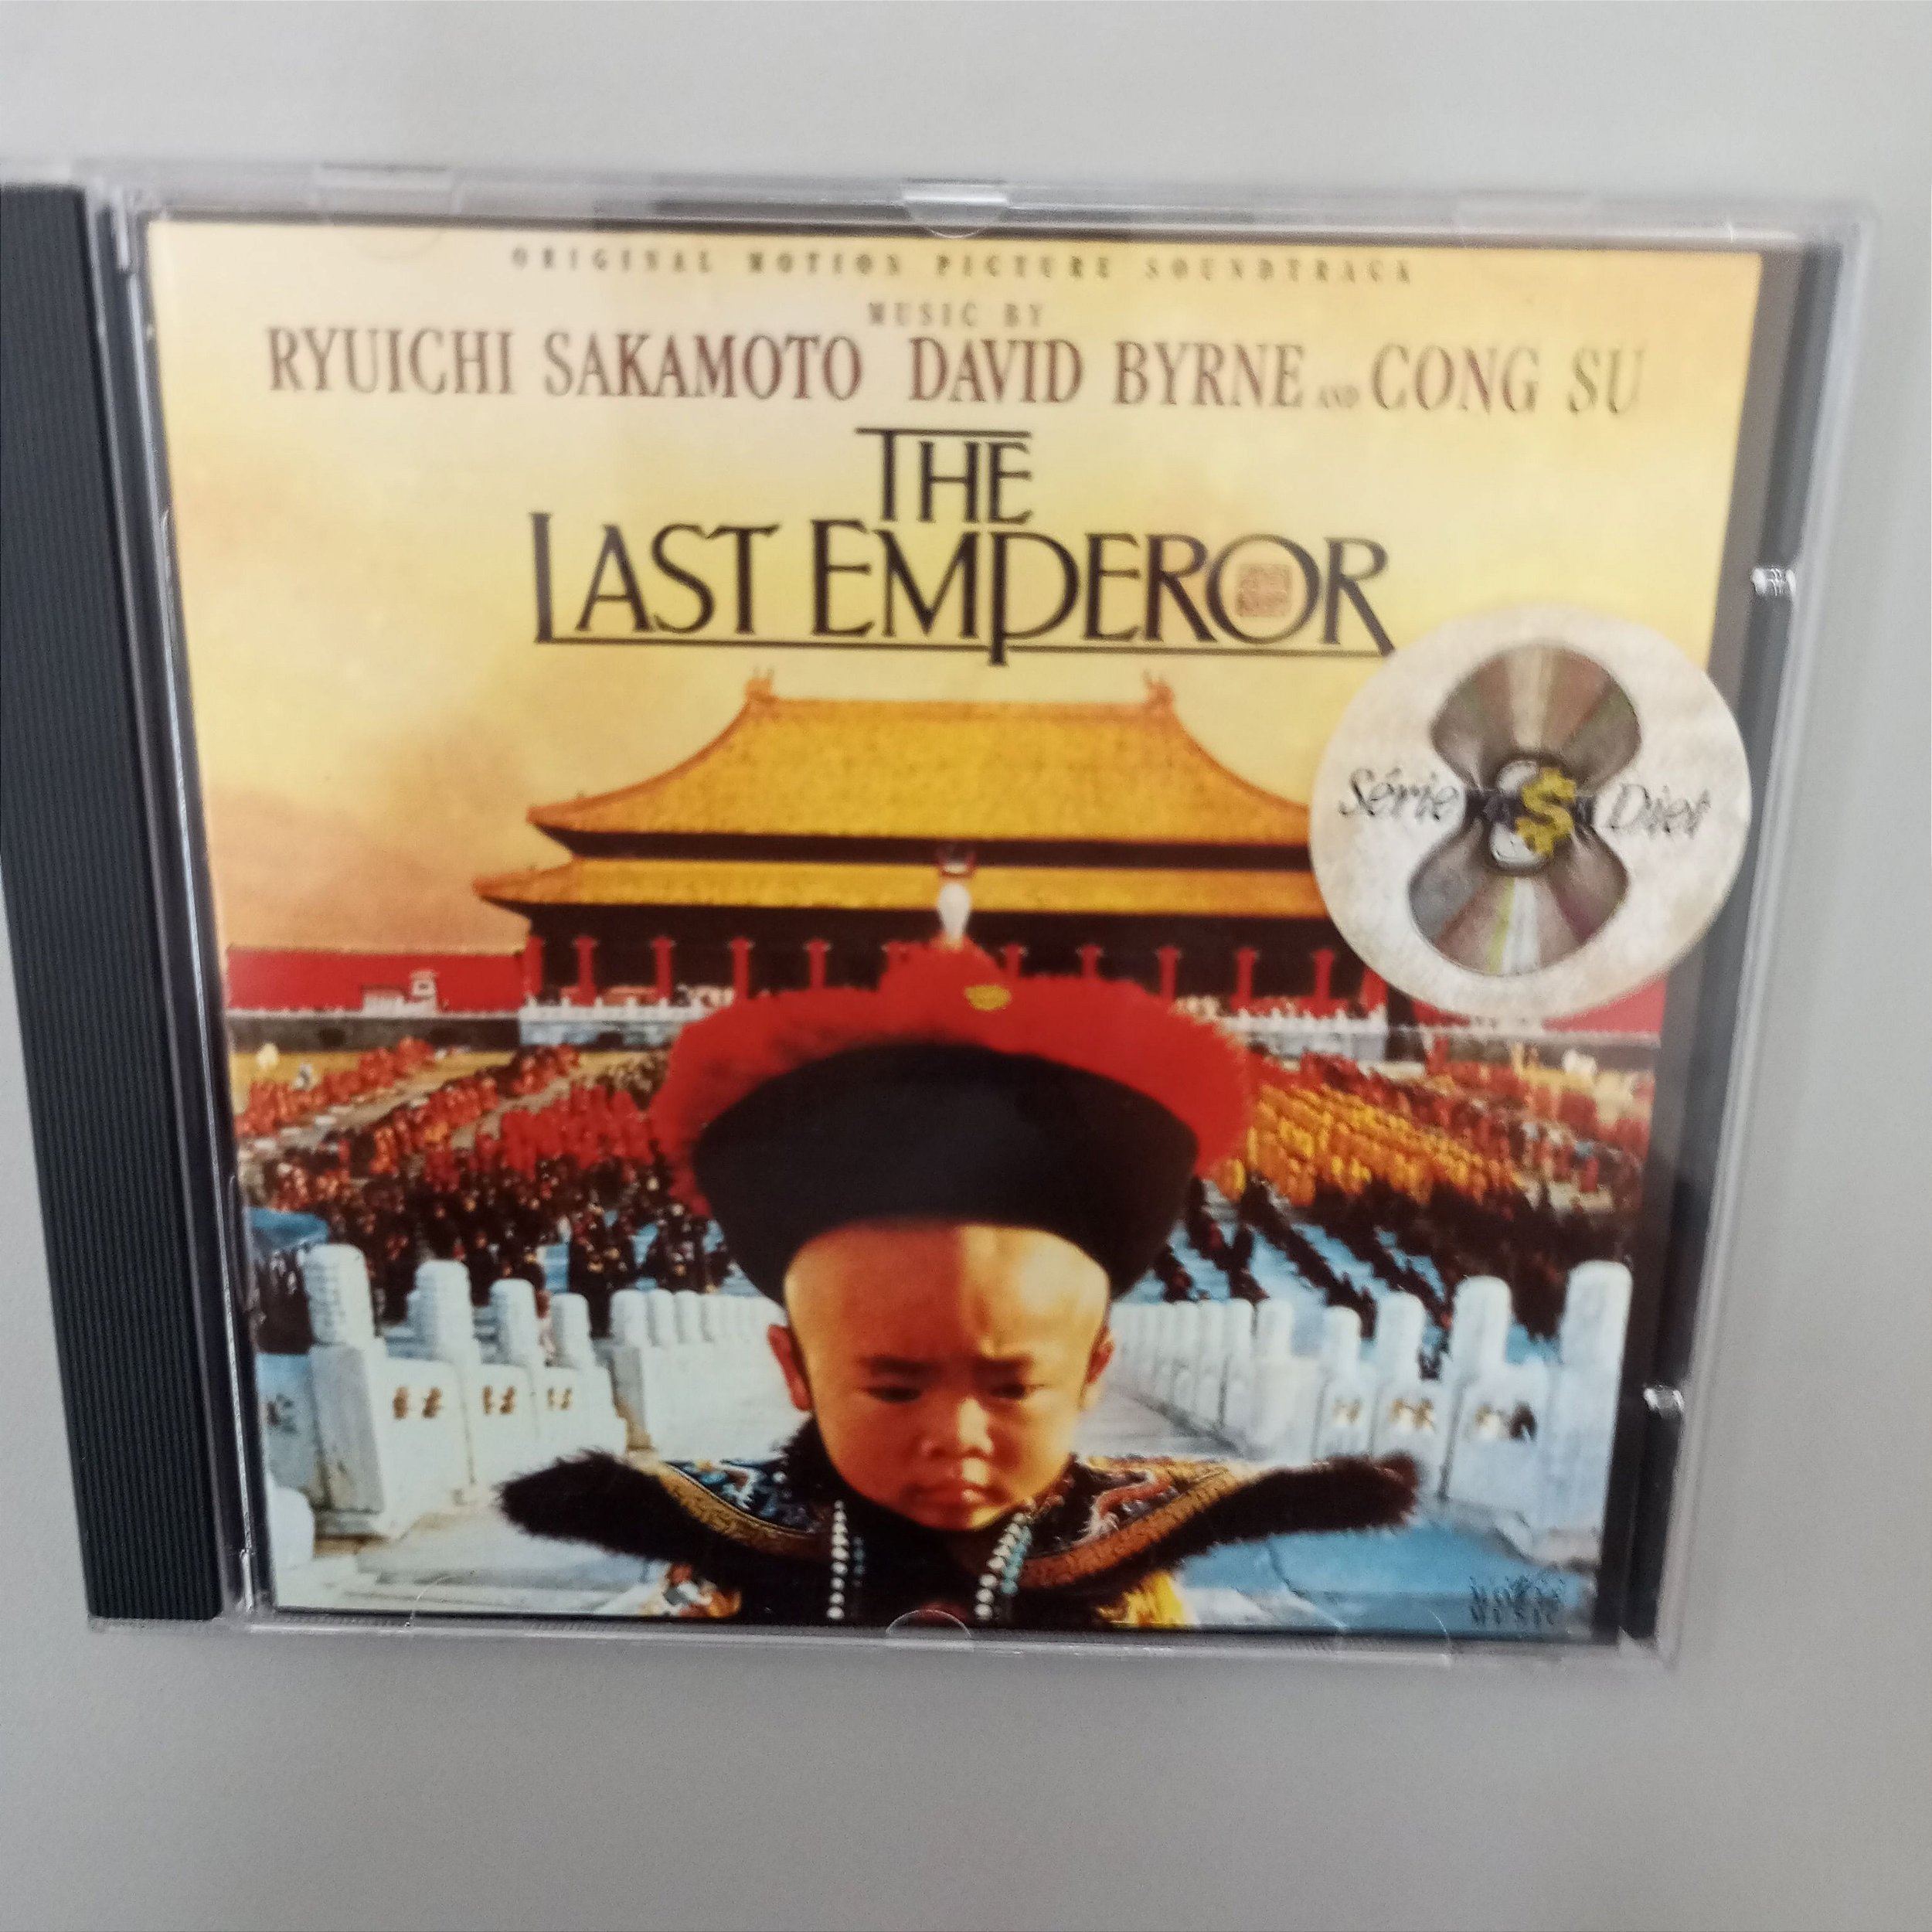 ORIGINAL MOTION PICTURE SOUNDTRACK
MUSIC BY
RYUICHI SAKAMOTO DAVID BYRNE AND CONG SU
THE
LAST EMPEROR
Série Diet